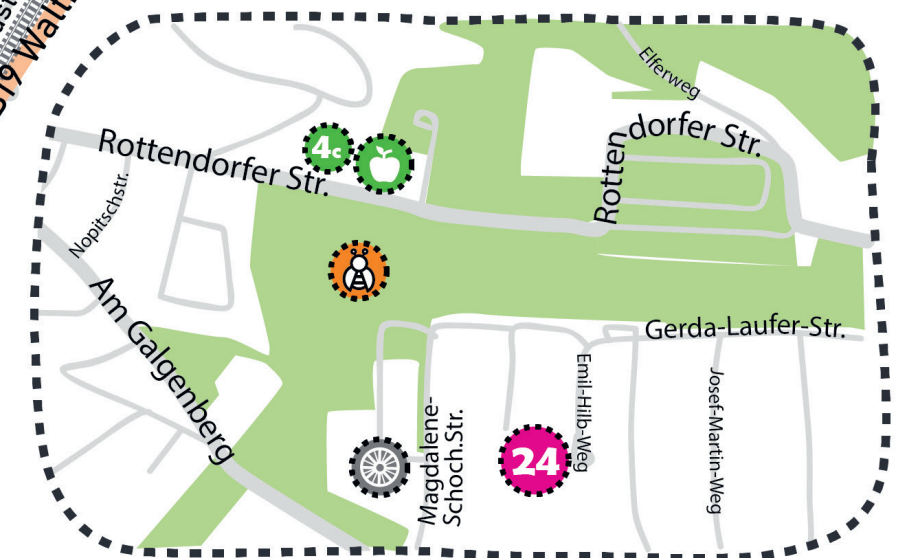 319
Elferweg
Rottendorfer Str.
Rottendorfer Str.
4c
Nopitschstr.
Am Galgenberg
Gerda-Laufer-Str.
Magdalene-
Schoch.Str.
Emil-Hilb-Weg
Josef-Martin-Weg
24